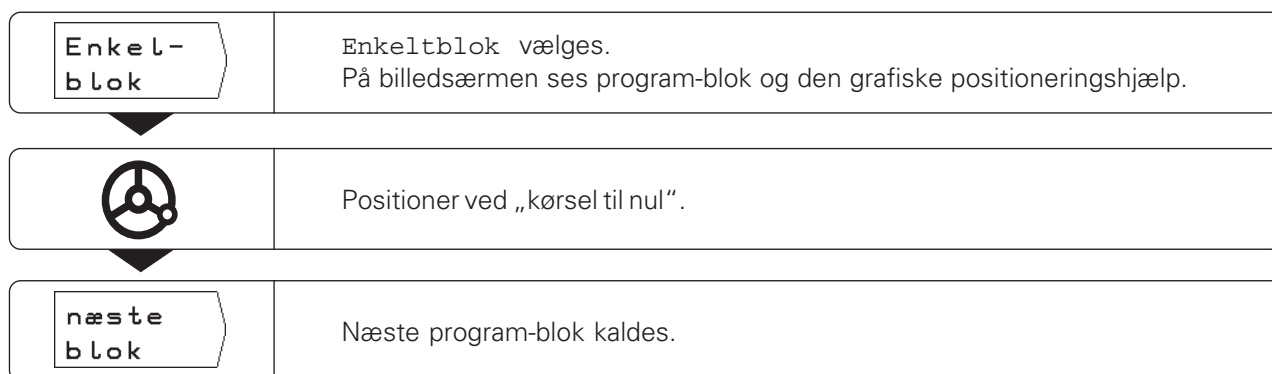 Enkel-
blok
Enkeltblok vælges.
På billedsærmen ses program-blok og den grafiske positioneringshjælp.
Positioner ved „kørsel til nul“.
næste
blok
Næste program-blok kaldes.